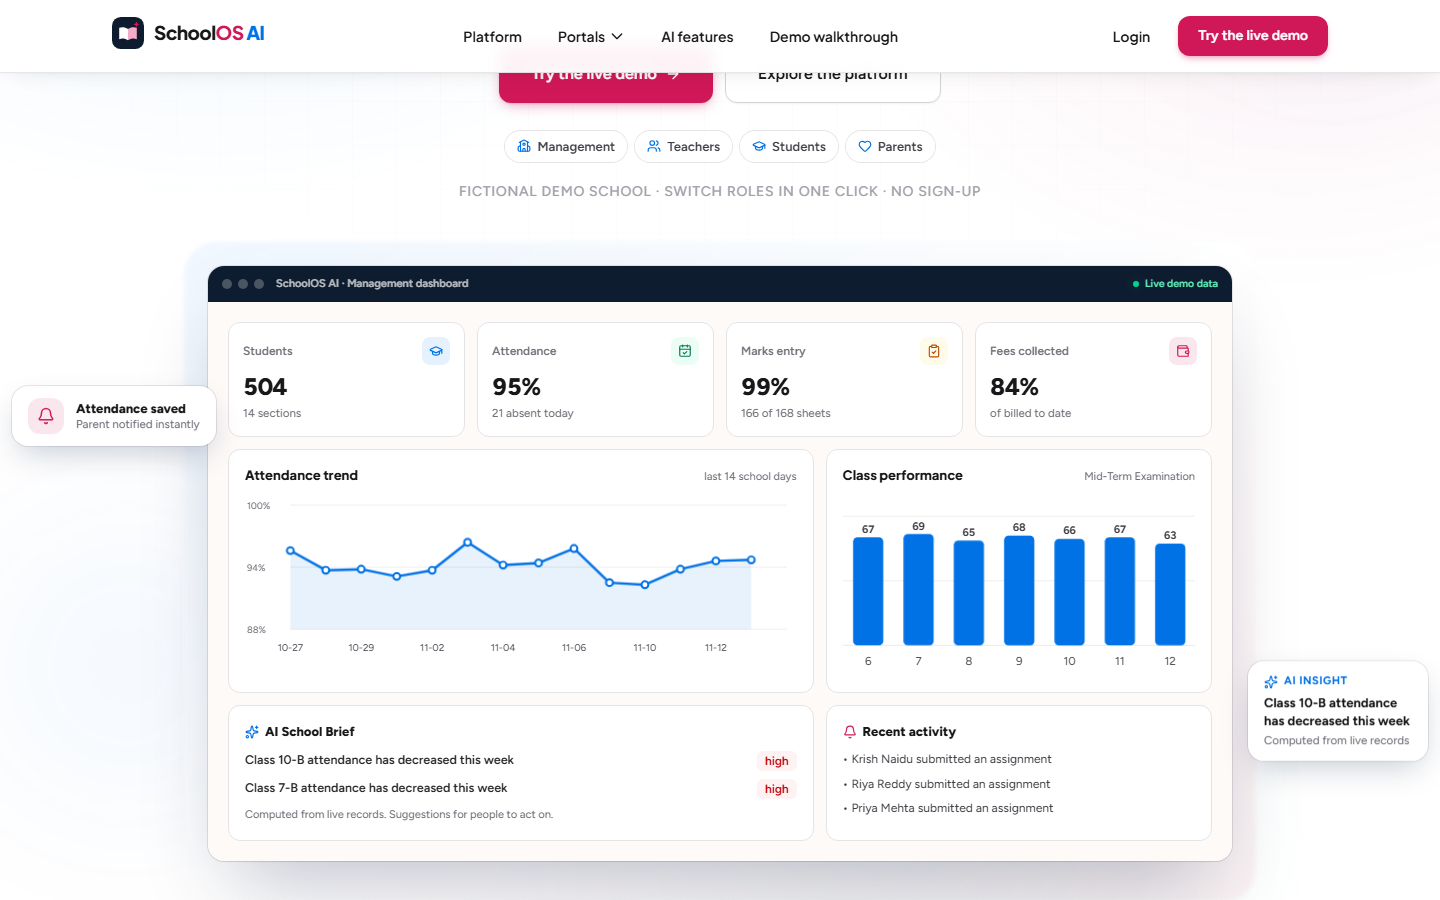 SchoolOS AI
Platform
Portals
AI features
Demo walkthrough
Login
Try the live demo
Try the live demo →
Explore the platform
Management
Teachers
Students
Parents
FICTIONAL DEMO SCHOOL · SWITCH ROLES IN ONE CLICK · NO SIGN-UP
SchoolOS AI · Management dashboard
Live demo data
Students
504
14 sections
Attendance
95%
21 absent today
Marks entry
99%
166 of 168 sheets
Fees collected
84%
of billed to date
Attendance saved
Parent notified instantly
Attendance trend
last 14 school days
100%
94%
88%
10-27 10-29 11-02 11-04 11-06 11-10 11-12
Class performance
Mid-Term Examination
67 69 65 68 66 67 63
6 7 8 9 10 11 12
AI INSIGHT
Class 10-B attendance
has decreased this week
Computed from live records
AI School Brief
Class 10-B attendance has decreased this week
high
Class 7-B attendance has decreased this week
high
Computed from live records. Suggestions for people to act on.
Recent activity
• Krish Naidu submitted an assignment
• Riya Reddy submitted an assignment
• Priya Mehta submitted an assignment